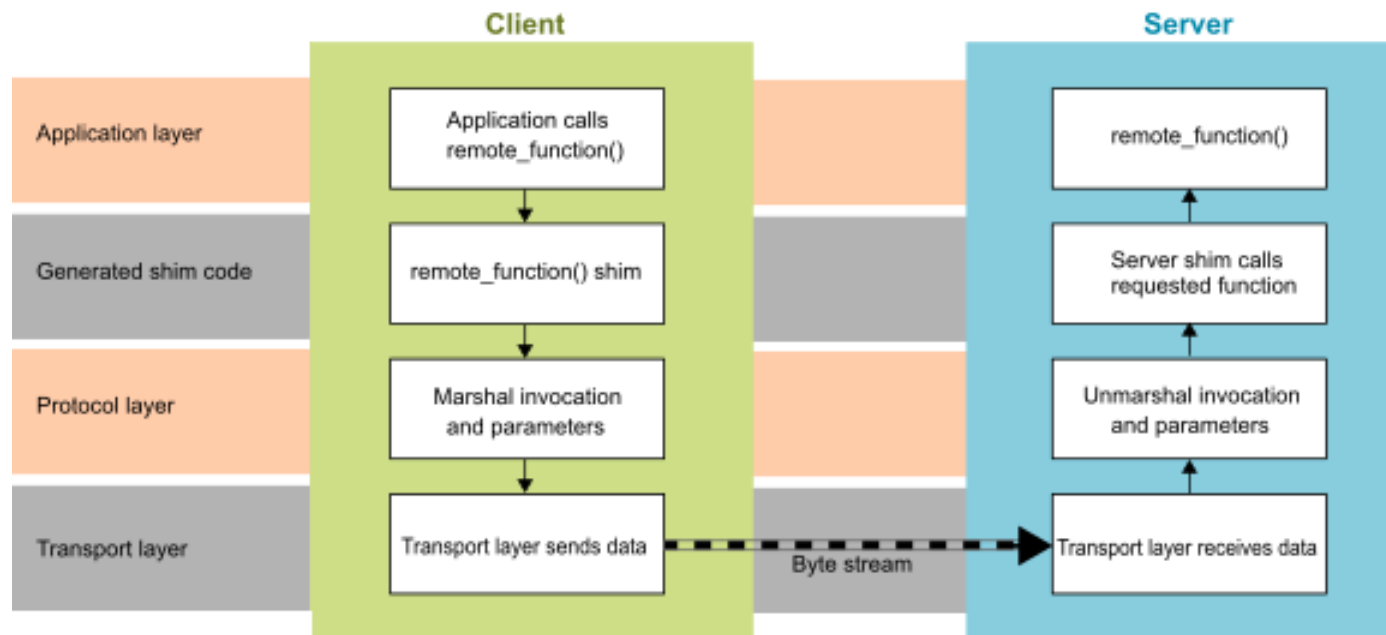 Client
Server
Application layer
Application calls
remote_function()
remote_function()
Generated shim code
remote_function() shim
Server shim calls
requested function
Protocol layer
Marshal invocation
and parameters
Unmarshal invocation
and parameters
Transport layer
Transport layer sends data
Byte stream
Transport layer receives data